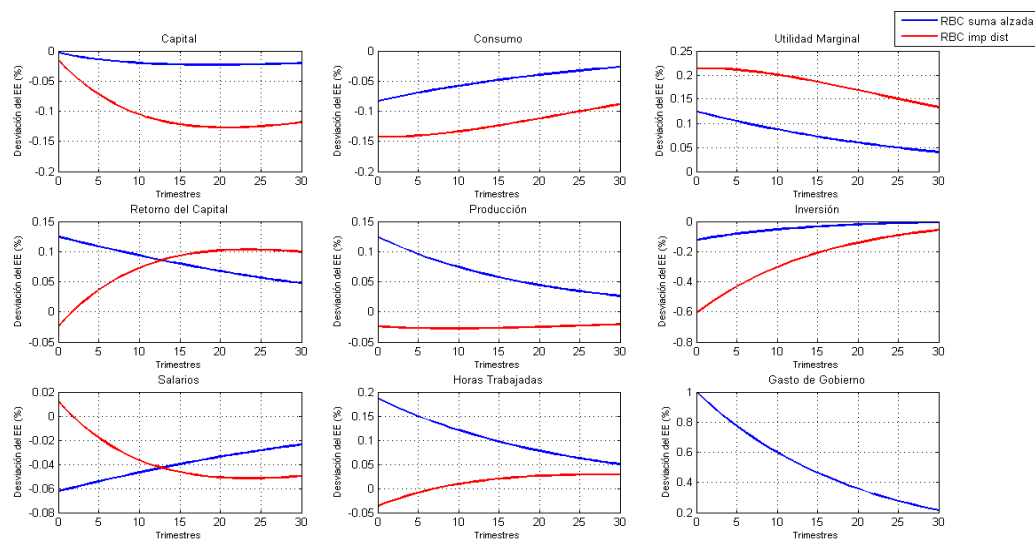 RBC suma alzada
RBC imp dist
Capital
Desviación del EE (%)
0
-0.05
-0.1
-0.15
-0.2
0 5 10 15 20 25 30
Trimestres
Consumo
Desviación del EE (%)
0
-0.05
-0.1
-0.15
-0.2
0 5 10 15 20 25 30
Trimestres
Utilidad Marginal
Desviación del EE (%)
0.25
0.2
0.15
0.1
0.05
0
0 5 10 15 20 25 30
Trimestres
Retorno del Capital
Desviación del EE (%)
0.15
0.1
0.05
0
-0.05
0 5 10 15 20 25 30
Trimestres
Producción
Desviación del EE (%)
0.15
0.1
0.05
0
-0.05
0 5 10 15 20 25 30
Trimestres
Inversión
Desviación del EE (%)
0
-0.2
-0.4
-0.6
-0.8
0 5 10 15 20 25 30
Trimestres
Salarios
Desviación del EE (%)
0.02
0
-0.02
-0.04
-0.06
-0.08
0 5 10 15 20 25 30
Trimestres
Horas Trabajadas
Desviación del EE (%)
0.2
0.15
0.1
0.05
0
-0.05
0 5 10 15 20 25 30
Trimestres
Gasto de Gobierno
Desviación del EE (%)
1
0.8
0.6
0.4
0.2
0 5 10 15 20 25 30
Trimestres